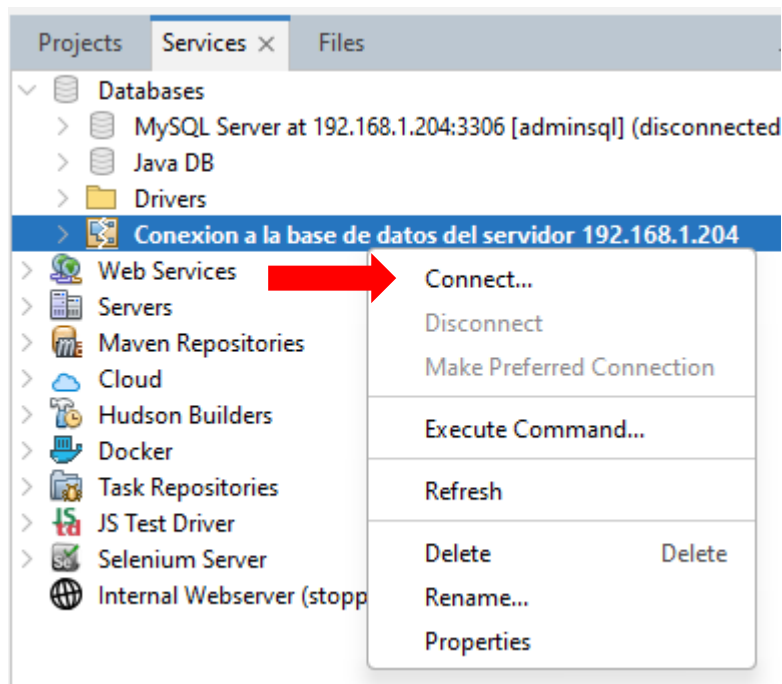 Projects Services × Files
Databases
MySQL Server at 192.168.1.204:3306 [adminsql] (disconnected
Java DB
Drivers
Conexion a la base de datos del servidor 192.168.1.204
Web Services
Servers
Maven Repositories
Cloud
Hudson Builders
Docker
Task Repositories
JS Test Driver
Selenium Server
Internal Webserver (stopp
Connect...
Disconnect
Make Preferred Connection
Execute Command...
Refresh
Delete Delete
Rename...
Properties